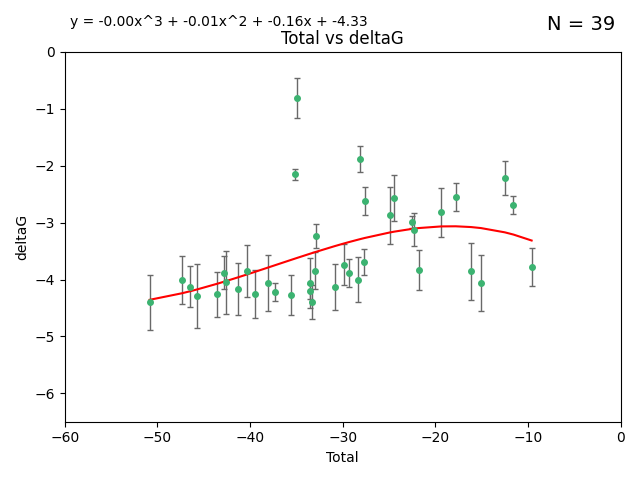 y = -0.00x^3 + -0.01x^2 + -0.16x + -4.33
N = 39
Total vs deltaG
0
−1
−2
−3
−4
−5
−6
deltaG
−60 −50 −40 −30 −20 −10 0
Total